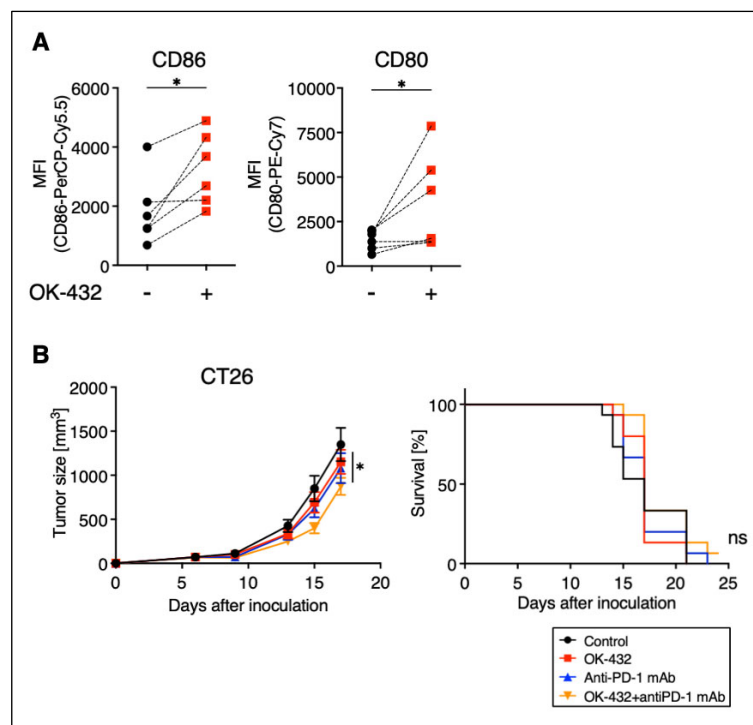 A
CD86
6000
4000
2000
0
MFI
(CD86-PerCP-Cy5.5)
*
CD80
10000
7500
5000
2500
0
MFI
(CD80-PE-Cy7)
*
OK-432
-
+
-
+
B
CT26
2000
1500
1000
500
0
Tumor size [mm³]
*
0
5
10
15
20
Days after inoculation
100
50
0
Survival [%]
ns
0
5
10
15
20
25
Days after inoculation
Control
OK-432
Anti-PD-1 mAb
OK-432+antiPD-1 mAb